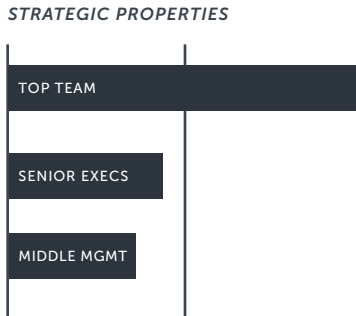 STRATEGIC PROPERTIES
TOP TEAM
SENIOR EXECS
MIDDLE MGMT